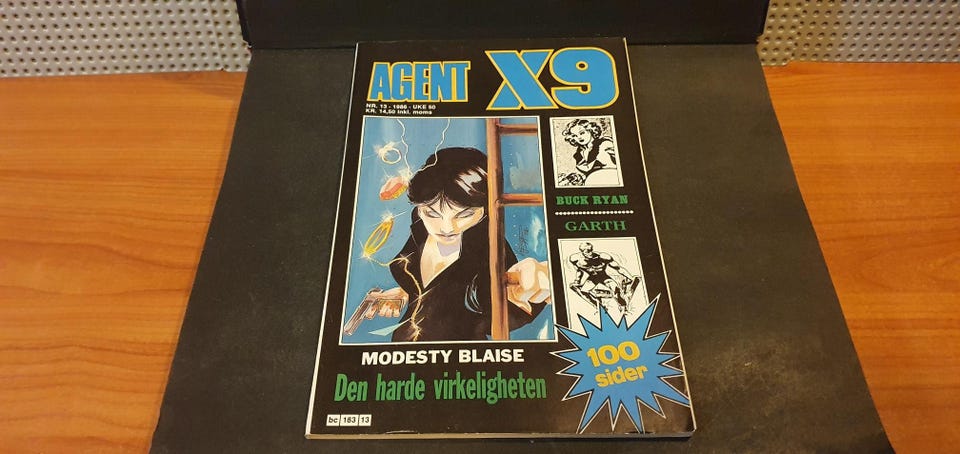 AGENT X9
NR. 13 - 1986 - UKE 50
KR. 14,50 inkl. moms
BUCK RYAN
GARTH
100
sider
MODESTY BLAISE
Den harde virkeligheten
bc 163 13